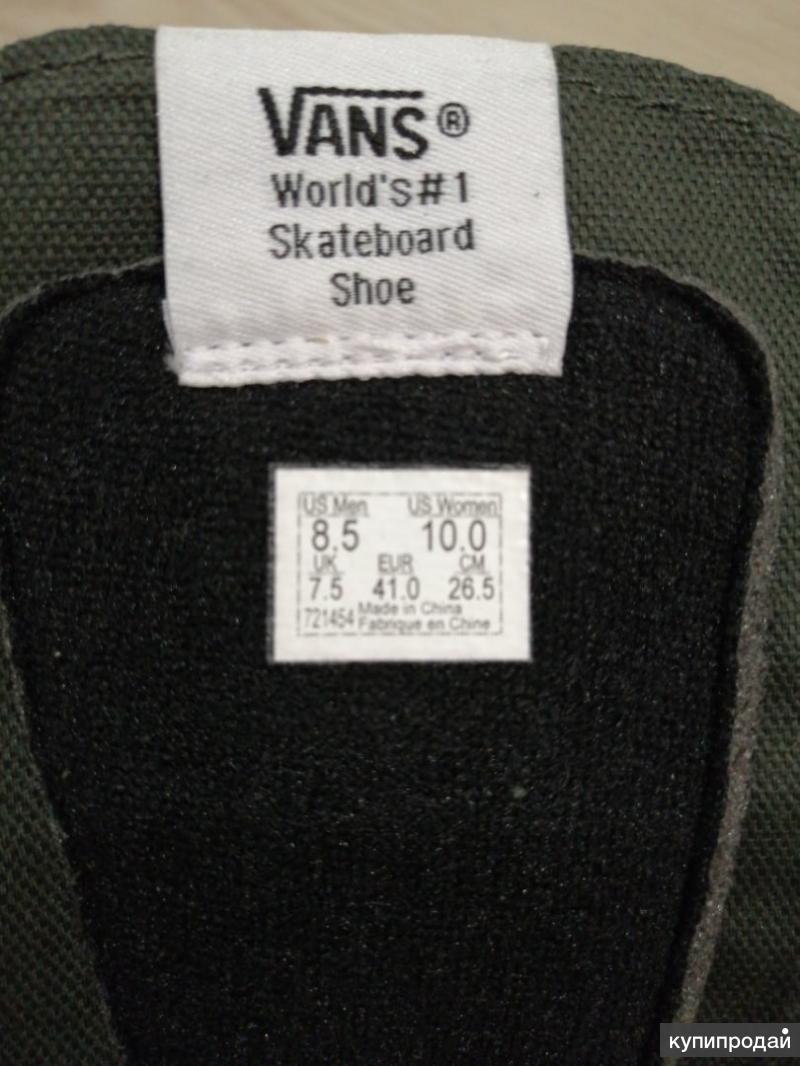 VANS®
World's #1
Skateboard
Shoe
US Men US Women
8.5 10.0
UK EUR CM
7.5 41.0 26.5
721454 Made in China
Fabrique en Chine
купипродай